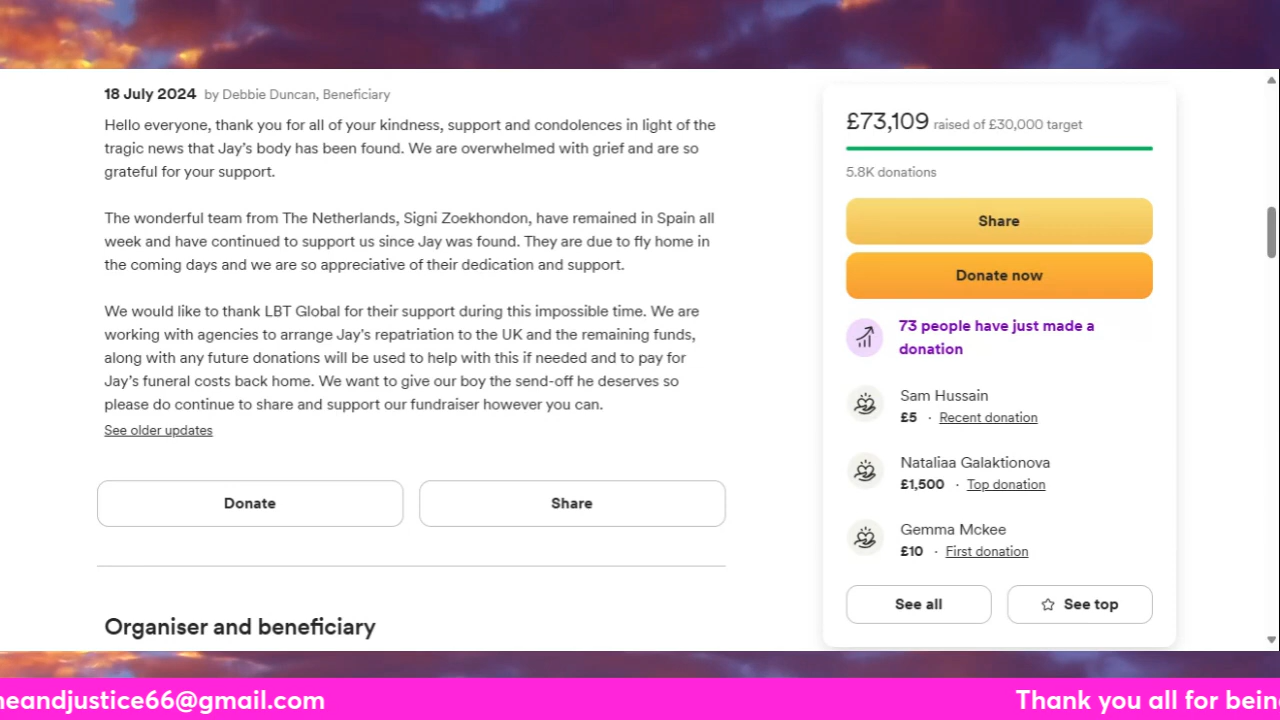 18 July 2024 by Debbie Duncan, Beneficiary
Hello everyone, thank you for all of your kindness, support and condolences in light of the
tragic news that Jay's body has been found. We are overwhelmed with grief and are so
grateful for your support.
The wonderful team from The Netherlands, Signi Zoekhondon, have remained in Spain all
week and have continued to support us since Jay was found. They are due to fly home in
the coming days and we are so appreciative of their dedication and support.
We would like to thank LBT Global for their support during this impossible time. We are
working with agencies to arrange Jay's repatriation to the UK and the remaining funds,
along with any future donations will be used to help with this if needed and to pay for
Jay's funeral costs back home. We want to give our boy the send-off he deserves so
please do continue to share and support our fundraiser however you can.
See older updates
Donate
Share
Organiser and beneficiary
£73,109 raised of £30,000 target
5.8K donations
Share
Donate now
73 people have just made a
donation
Sam Hussain
£5 · Recent donation
Nataliaa Galaktionova
£1,500 · Top donation
Gemma Mckee
£10 · First donation
See all
See top
neandjustice66@gmail.com
Thank you all for bein